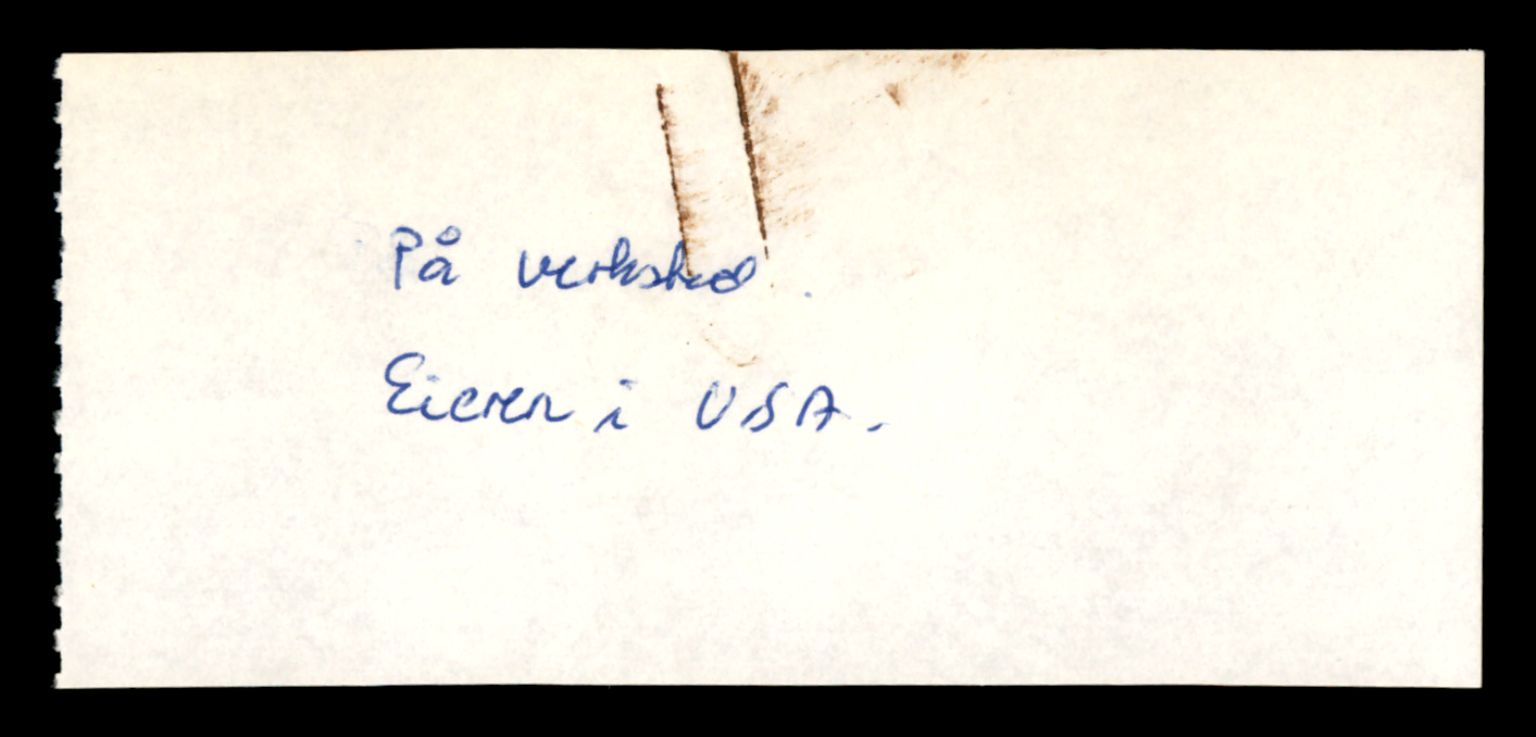 På verksted.
Eieren i USA.